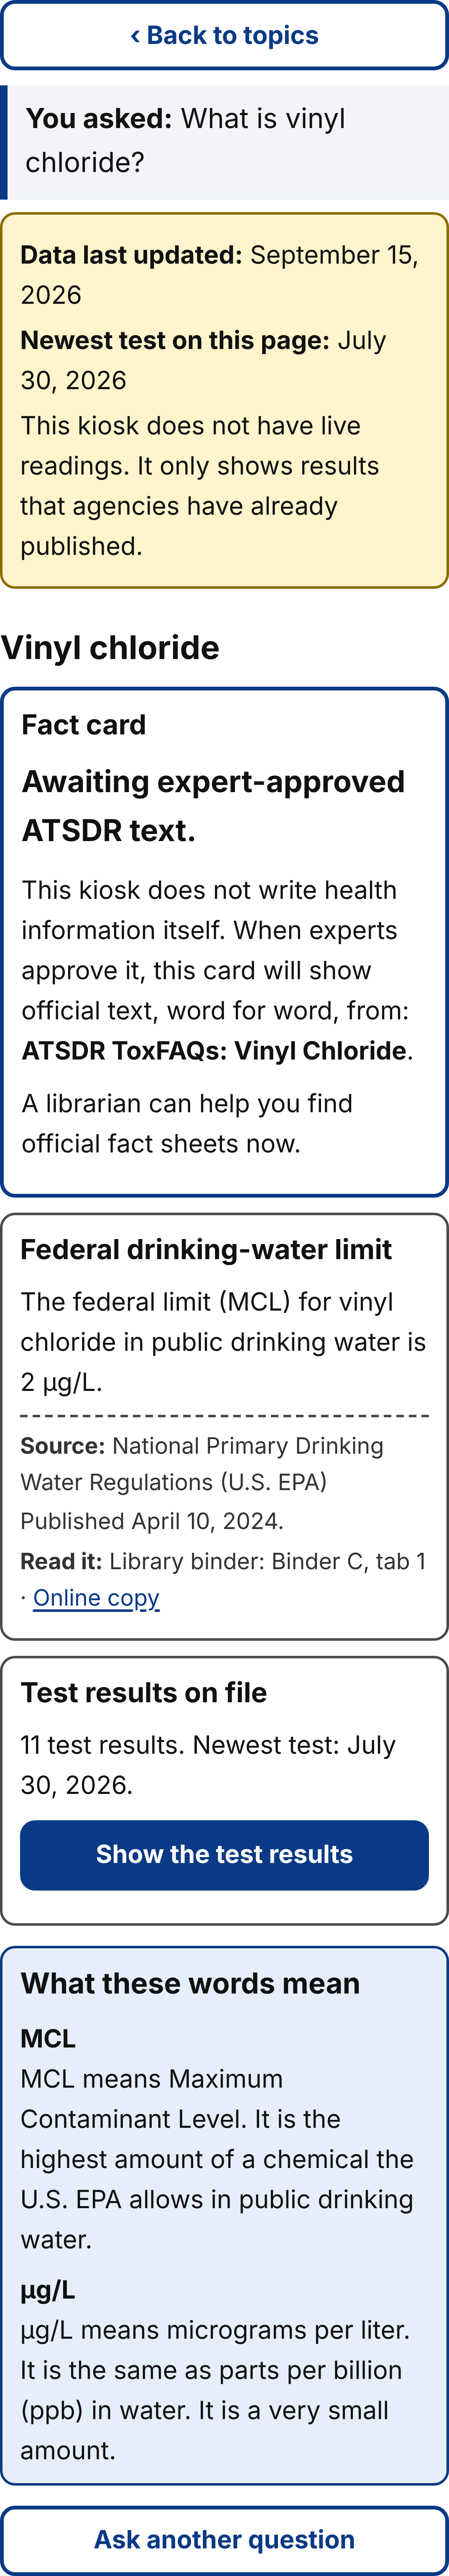 ‹ Back to topics
You asked: What is vinyl
chloride?
Data last updated: September 15,
2026
Newest test on this page: July
30, 2026
This kiosk does not have live
readings. It only shows results
that agencies have already
published.
Vinyl chloride
Fact card
Awaiting expert-approved
ATSDR text.
This kiosk does not write health
information itself. When experts
approve it, this card will show
official text, word for word, from:
ATSDR ToxFAQs: Vinyl Chloride.
A librarian can help you find
official fact sheets now.
Federal drinking-water limit
The federal limit (MCL) for vinyl
chloride in public drinking water is
2 µg/L.
Source: National Primary Drinking
Water Regulations (U.S. EPA)
Published April 10, 2024.
Read it: Library binder: Binder C, tab 1
· Online copy
Test results on file
11 test results. Newest test: July
30, 2026.
Show the test results
What these words mean
MCL
MCL means Maximum
Contaminant Level. It is the
highest amount of a chemical the
U.S. EPA allows in public drinking
water.
µg/L
µg/L means micrograms per liter.
It is the same as parts per billion
(ppb) in water. It is a very small
amount.
Ask another question